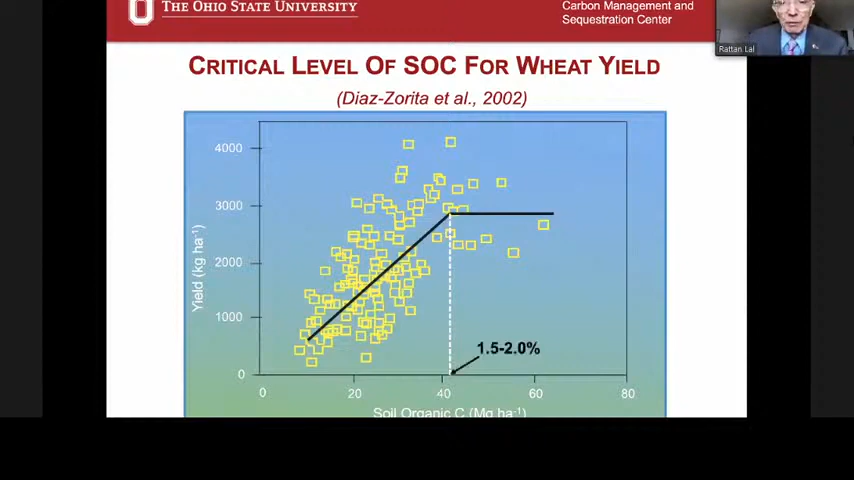 THE OHIO STATE UNIVERSITY
Carbon Management and
Sequestration Center
Rattan Lal
CRITICAL LEVEL OF SOC FOR WHEAT YIELD
(Diaz-Zorita et al., 2002)
4000
3000
2000
1000
0
Yield (kg ha-1)
1.5-2.0%
0 20 40 60 80
Soil Organic C (Mg ha-1)